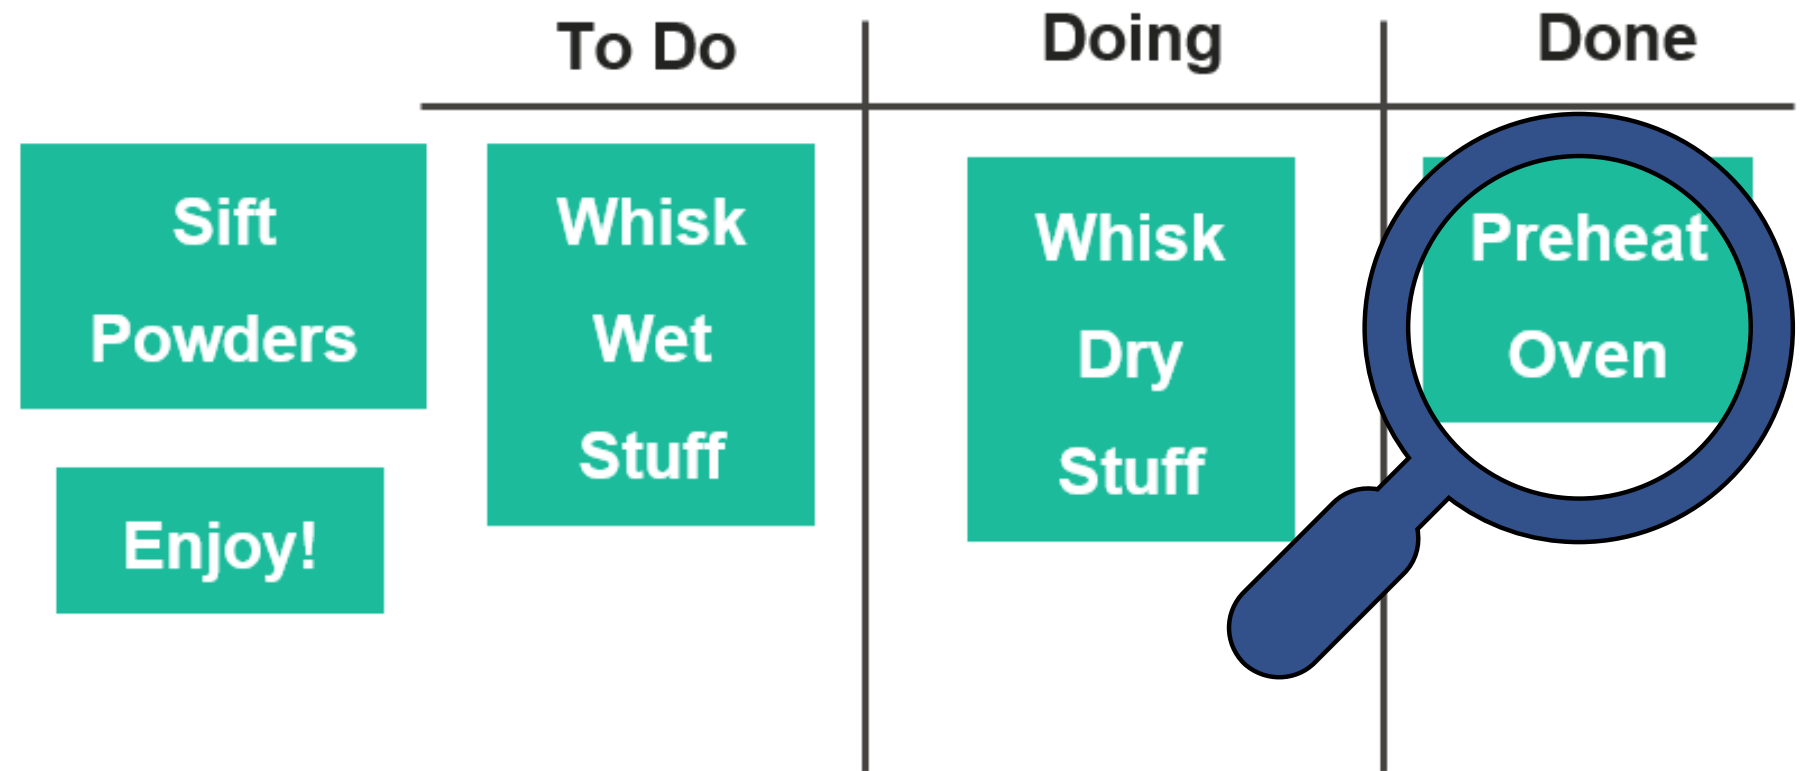 To Do
Doing
Done
Sift
Powders
Enjoy!
Whisk
Wet
Stuff
Whisk
Dry
Stuff
Preheat
Oven